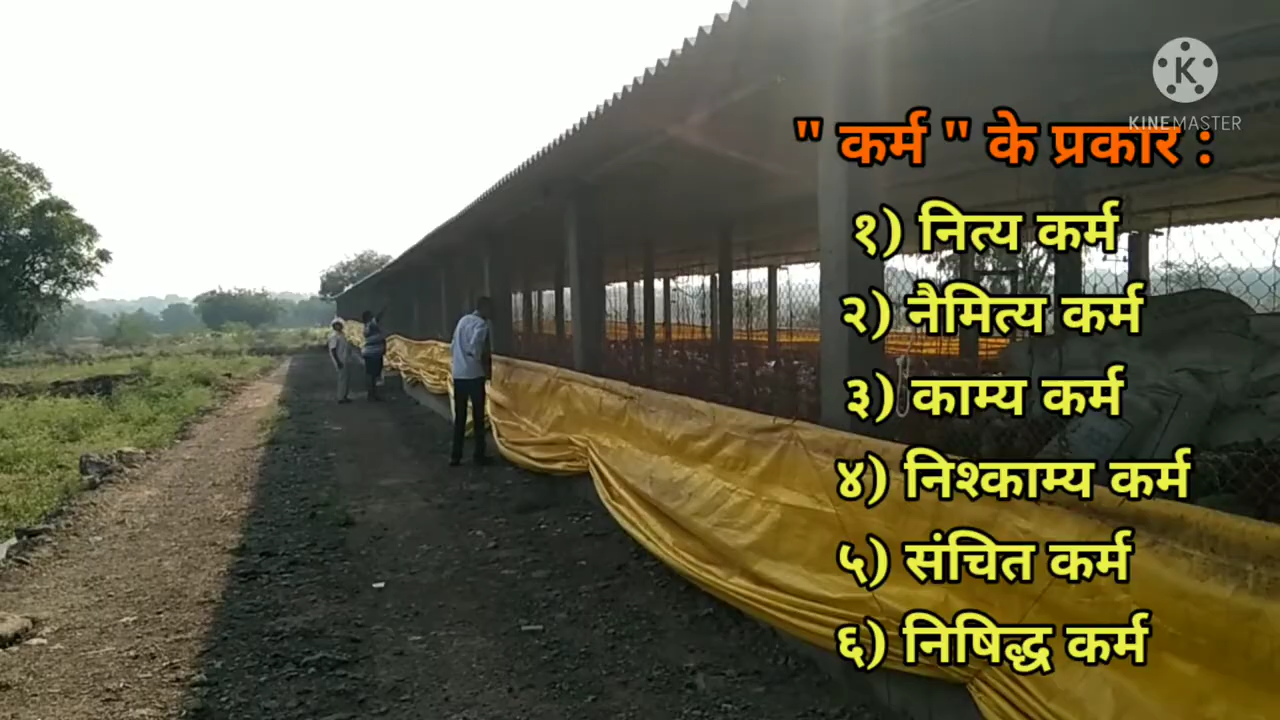 KINEMASTER
" कर्म " के प्रकार :
१) नित्य कर्म
२) नैमित्य कर्म
३) काम्य कर्म
४) निश्काम्य कर्म
५) संचित कर्म
६) निषिद्ध कर्म